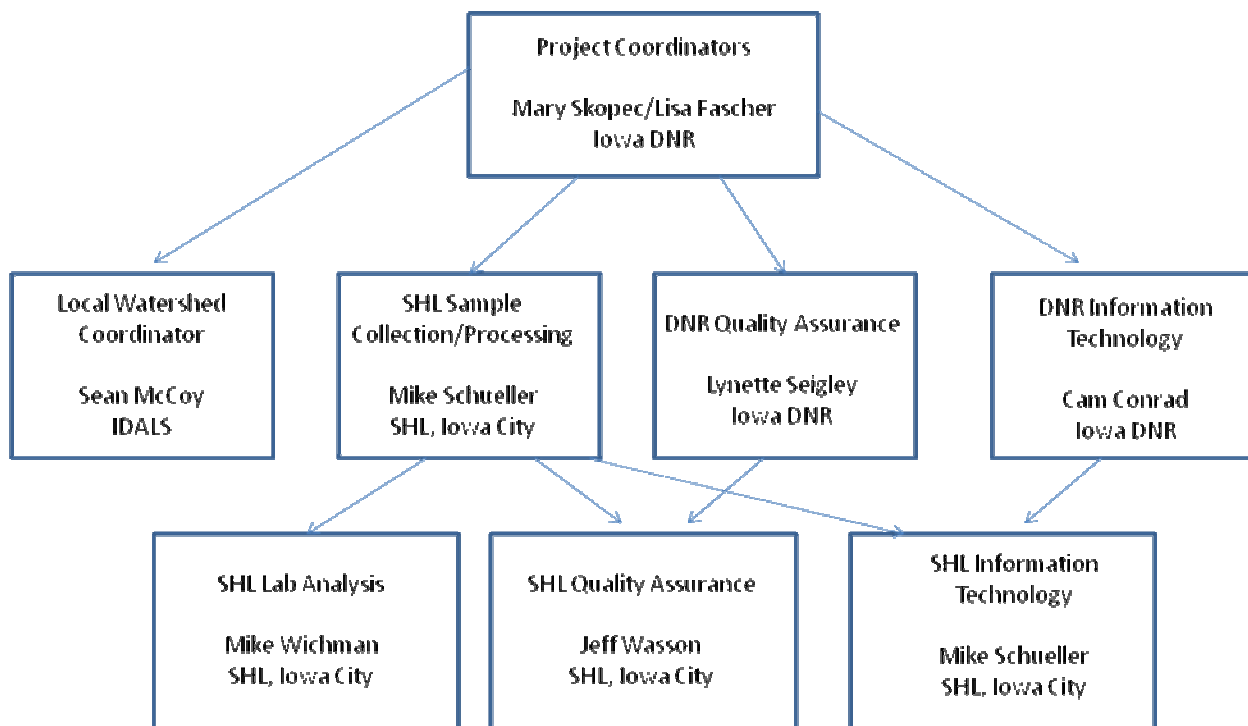 Project Coordinators
Mary Skopec/Lisa Fascher
Iowa DNR
Local Watershed
Coordinator
Sean McCoy
IDALS
SHL Sample
Collection/Processing
Mike Schueller
SHL, Iowa City
DNR Quality Assurance
Lynette Seigley
Iowa DNR
DNR Information
Technology
Cam Conrad
Iowa DNR
SHL Lab Analysis
Mike Wichman
SHL, Iowa City
SHL Quality Assurance
Jeff Wasson
SHL, Iowa City
SHL Information
Technology
Mike Schueller
SHL, Iowa City